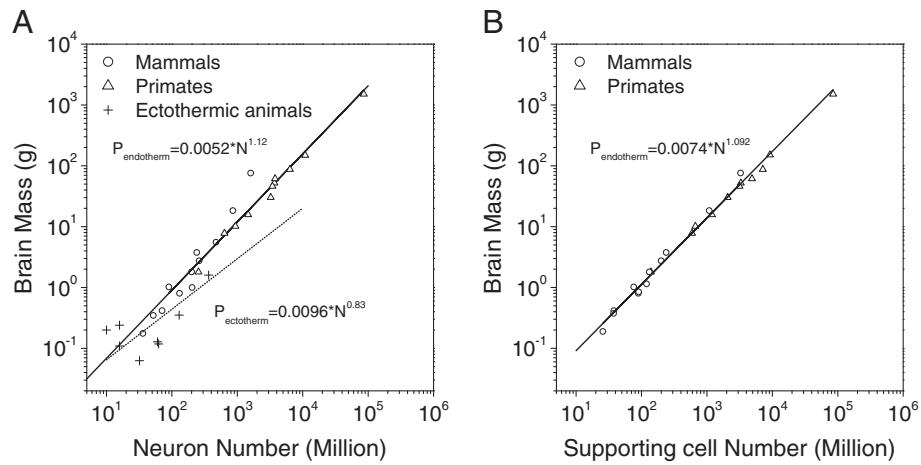 A
B
10^4
10^3
10^2
10^1
10^0
10^-1
Brain Mass (g)
Mammals
Primates
Ectothermic animals
P_endotherm=0.0052*N^1.12
P_ectotherm=0.0096*N^0.83
10^1 10^2 10^3 10^4 10^5 10^6
Neuron Number (Million)
10^4
10^3
10^2
10^1
10^0
10^-1
Brain Mass (g)
Mammals
Primates
P_endotherm=0.0074*N^1.092
10^1 10^2 10^3 10^4 10^5 10^6
Supporting cell Number (Million)